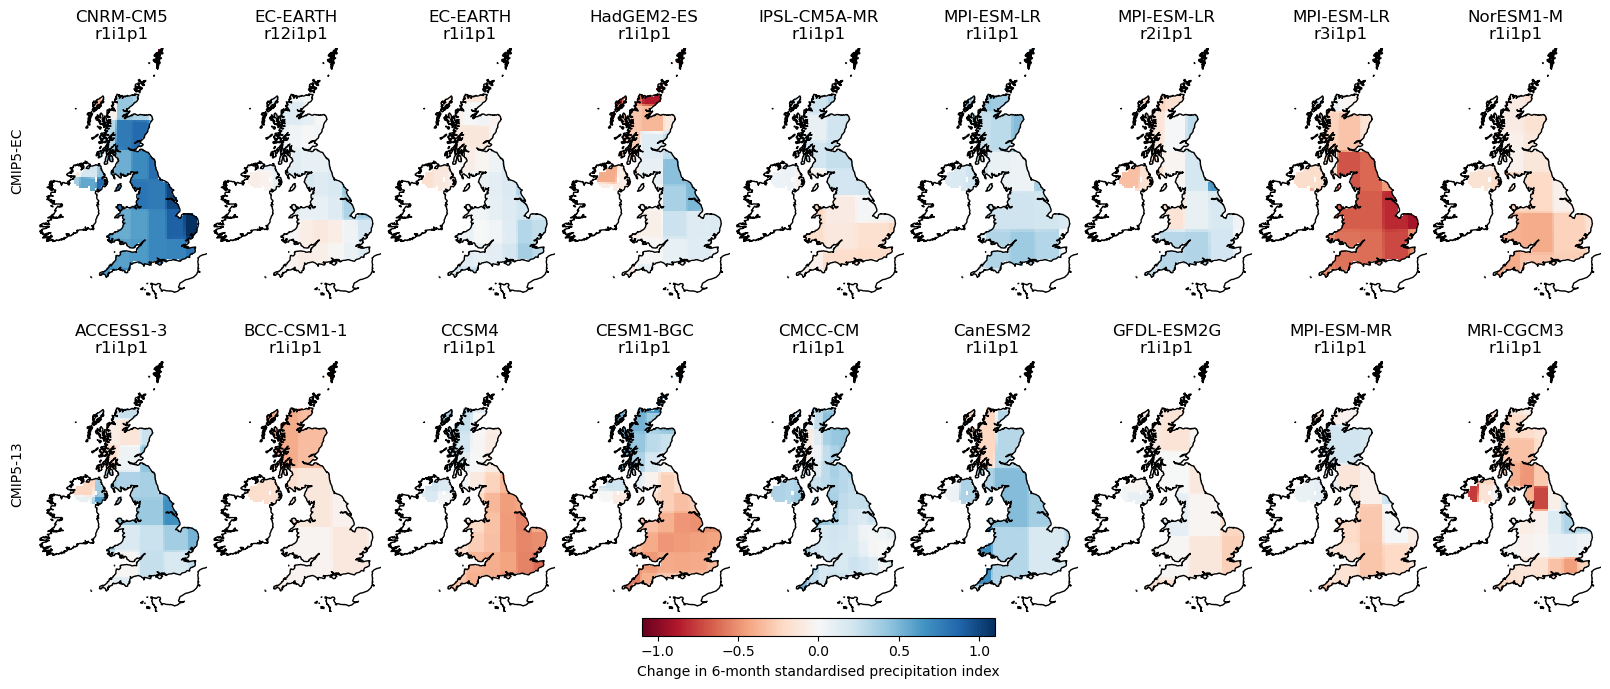 CNRM-CM5 EC-EARTH EC-EARTH HadGEM2-ES IPSL-CM5A-MR MPI-ESM-LR MPI-ESM-LR MPI-ESM-LR NorESM1-M
r1i1p1 r12i1p1 r1i1p1 r1i1p1 r1i1p1 r1i1p1 r2i1p1 r3i1p1 r1i1p1
CMIP5-EC
ACCESS1-3 BCC-CSM1-1 CCSM4 CESM1-BGC CMCC-CM CanESM2 GFDL-ESM2G MPI-ESM-MR MRI-CGCM3
r1i1p1 r1i1p1 r1i1p1 r1i1p1 r1i1p1 r1i1p1 r1i1p1 r1i1p1 r1i1p1
CMIP5-13
−1.0 −0.5 0.0 0.5 1.0
Change in 6-month standardised precipitation index